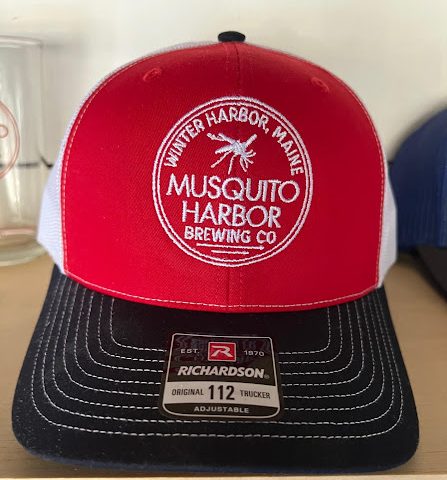 WINTER HARBOR, MAINE
MUSQUITO
HARBOR
BREWING CO
EST. R 1970
RICHARDSON
ORIGINAL 112 TRUCKER
ADJUSTABLE